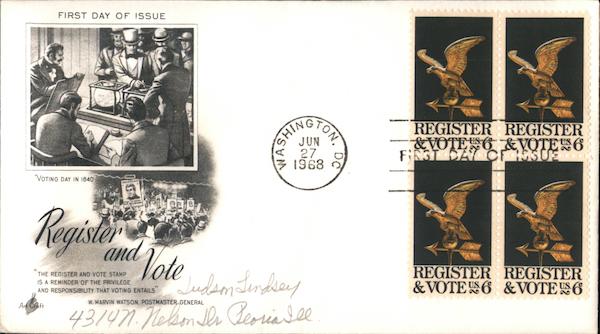 FIRST DAY OF ISSUE
"VOTING DAY IN 1840"
Register
and
Vote
"THE REGISTER AND VOTE STAMP
IS A REMINDER OF THE PRIVILEGE
AND RESPONSIBILITY THAT VOTING ENTAILS"
W. MARVIN WATSON, POSTMASTER GENERAL
ArtCraft
Judson Lindsey
4314 N. Nelson Dr Peoria Ill.
WASHINGTON, DC
JUN
27
1968
FIRST DAY OF ISSUE
REGISTER
& VOTE US 6¢
REGISTER
& VOTE US 6¢
REGISTER
& VOTE US 6¢
REGISTER
& VOTE US 6¢